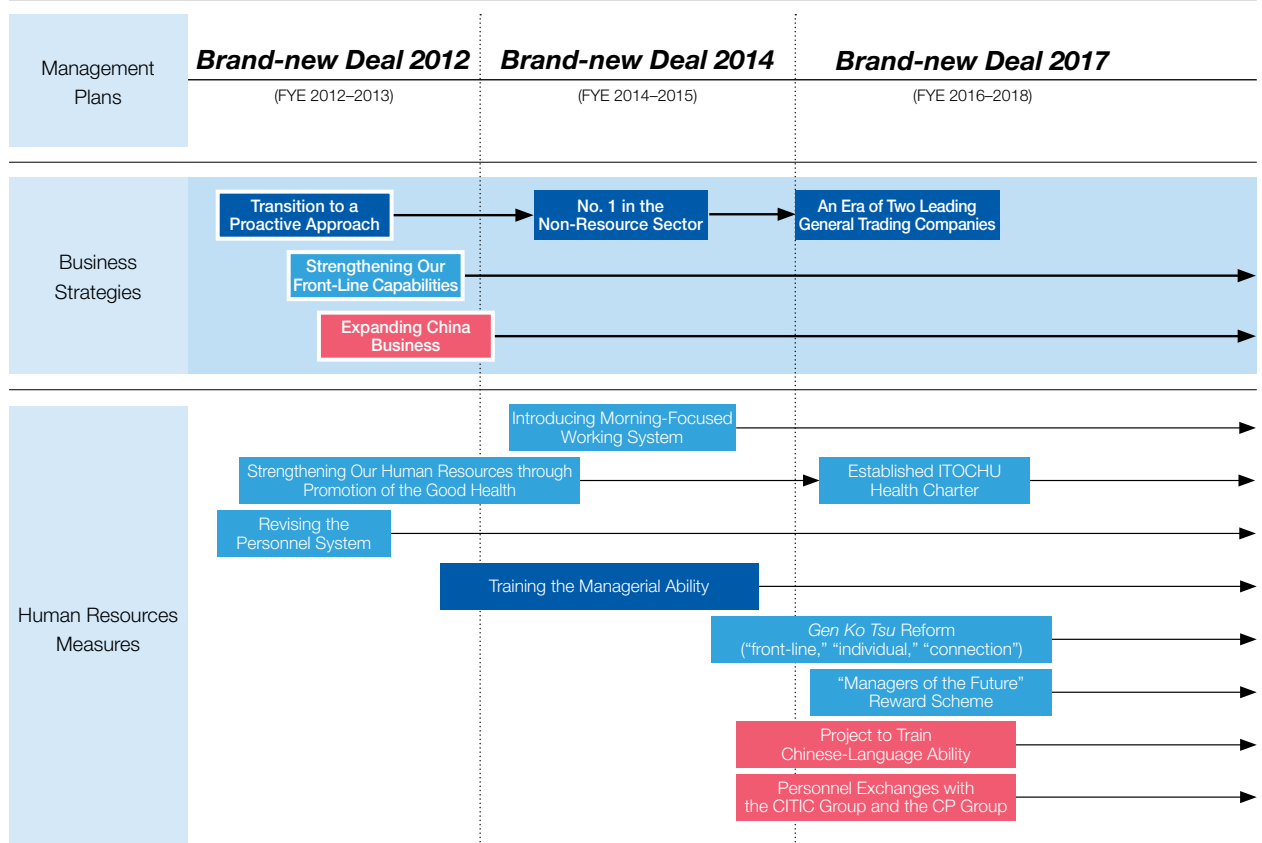 Management
Plans
Brand-new Deal 2012
(FYE 2012–2013)
Brand-new Deal 2014
(FYE 2014–2015)
Brand-new Deal 2017
(FYE 2016–2018)
Business
Strategies
Transition to a
Proactive Approach
No. 1 in the
Non-Resource Sector
An Era of Two Leading
General Trading Companies
Strengthening Our
Front-Line Capabilities
Expanding China
Business
Human Resources
Measures
Introducing Morning-Focused
Working System
Strengthening Our Human Resources through
Promotion of the Good Health
Established ITOCHU
Health Charter
Revising the
Personnel System
Training the Managerial Ability
Gen Ko Tsu Reform
(“front-line,” “individual,” “connection”)
“Managers of the Future”
Reward Scheme
Project to Train
Chinese-Language Ability
Personnel Exchanges with
the CITIC Group and the CP Group